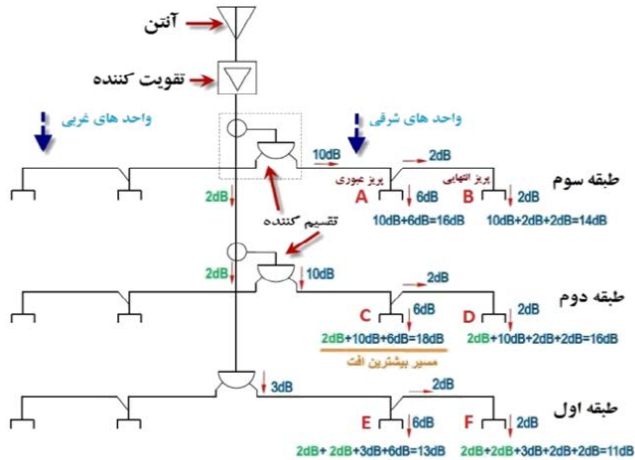 آنتن
تقویت کننده
واحد های غربی
واحد های شرقی
10dB
2dB
طبقه سوم
پریز عبوری
پریز انتهایی
2dB
A
6dB
B
2dB
10dB+6dB=16dB
10dB+2dB+2dB=14dB
تقسیم کننده
2dB
10dB
2dB
طبقه دوم
C
6dB
D
2dB
2dB+10dB+6dB=18dB
2dB+10dB+2dB+2dB=16dB
مسیر بیشترین افت
3dB
2dB
طبقه اول
E
6dB
F
2dB
2dB+ 2dB+3dB+6dB=13dB
2dB+2dB+3dB+2dB+2dB=11dB